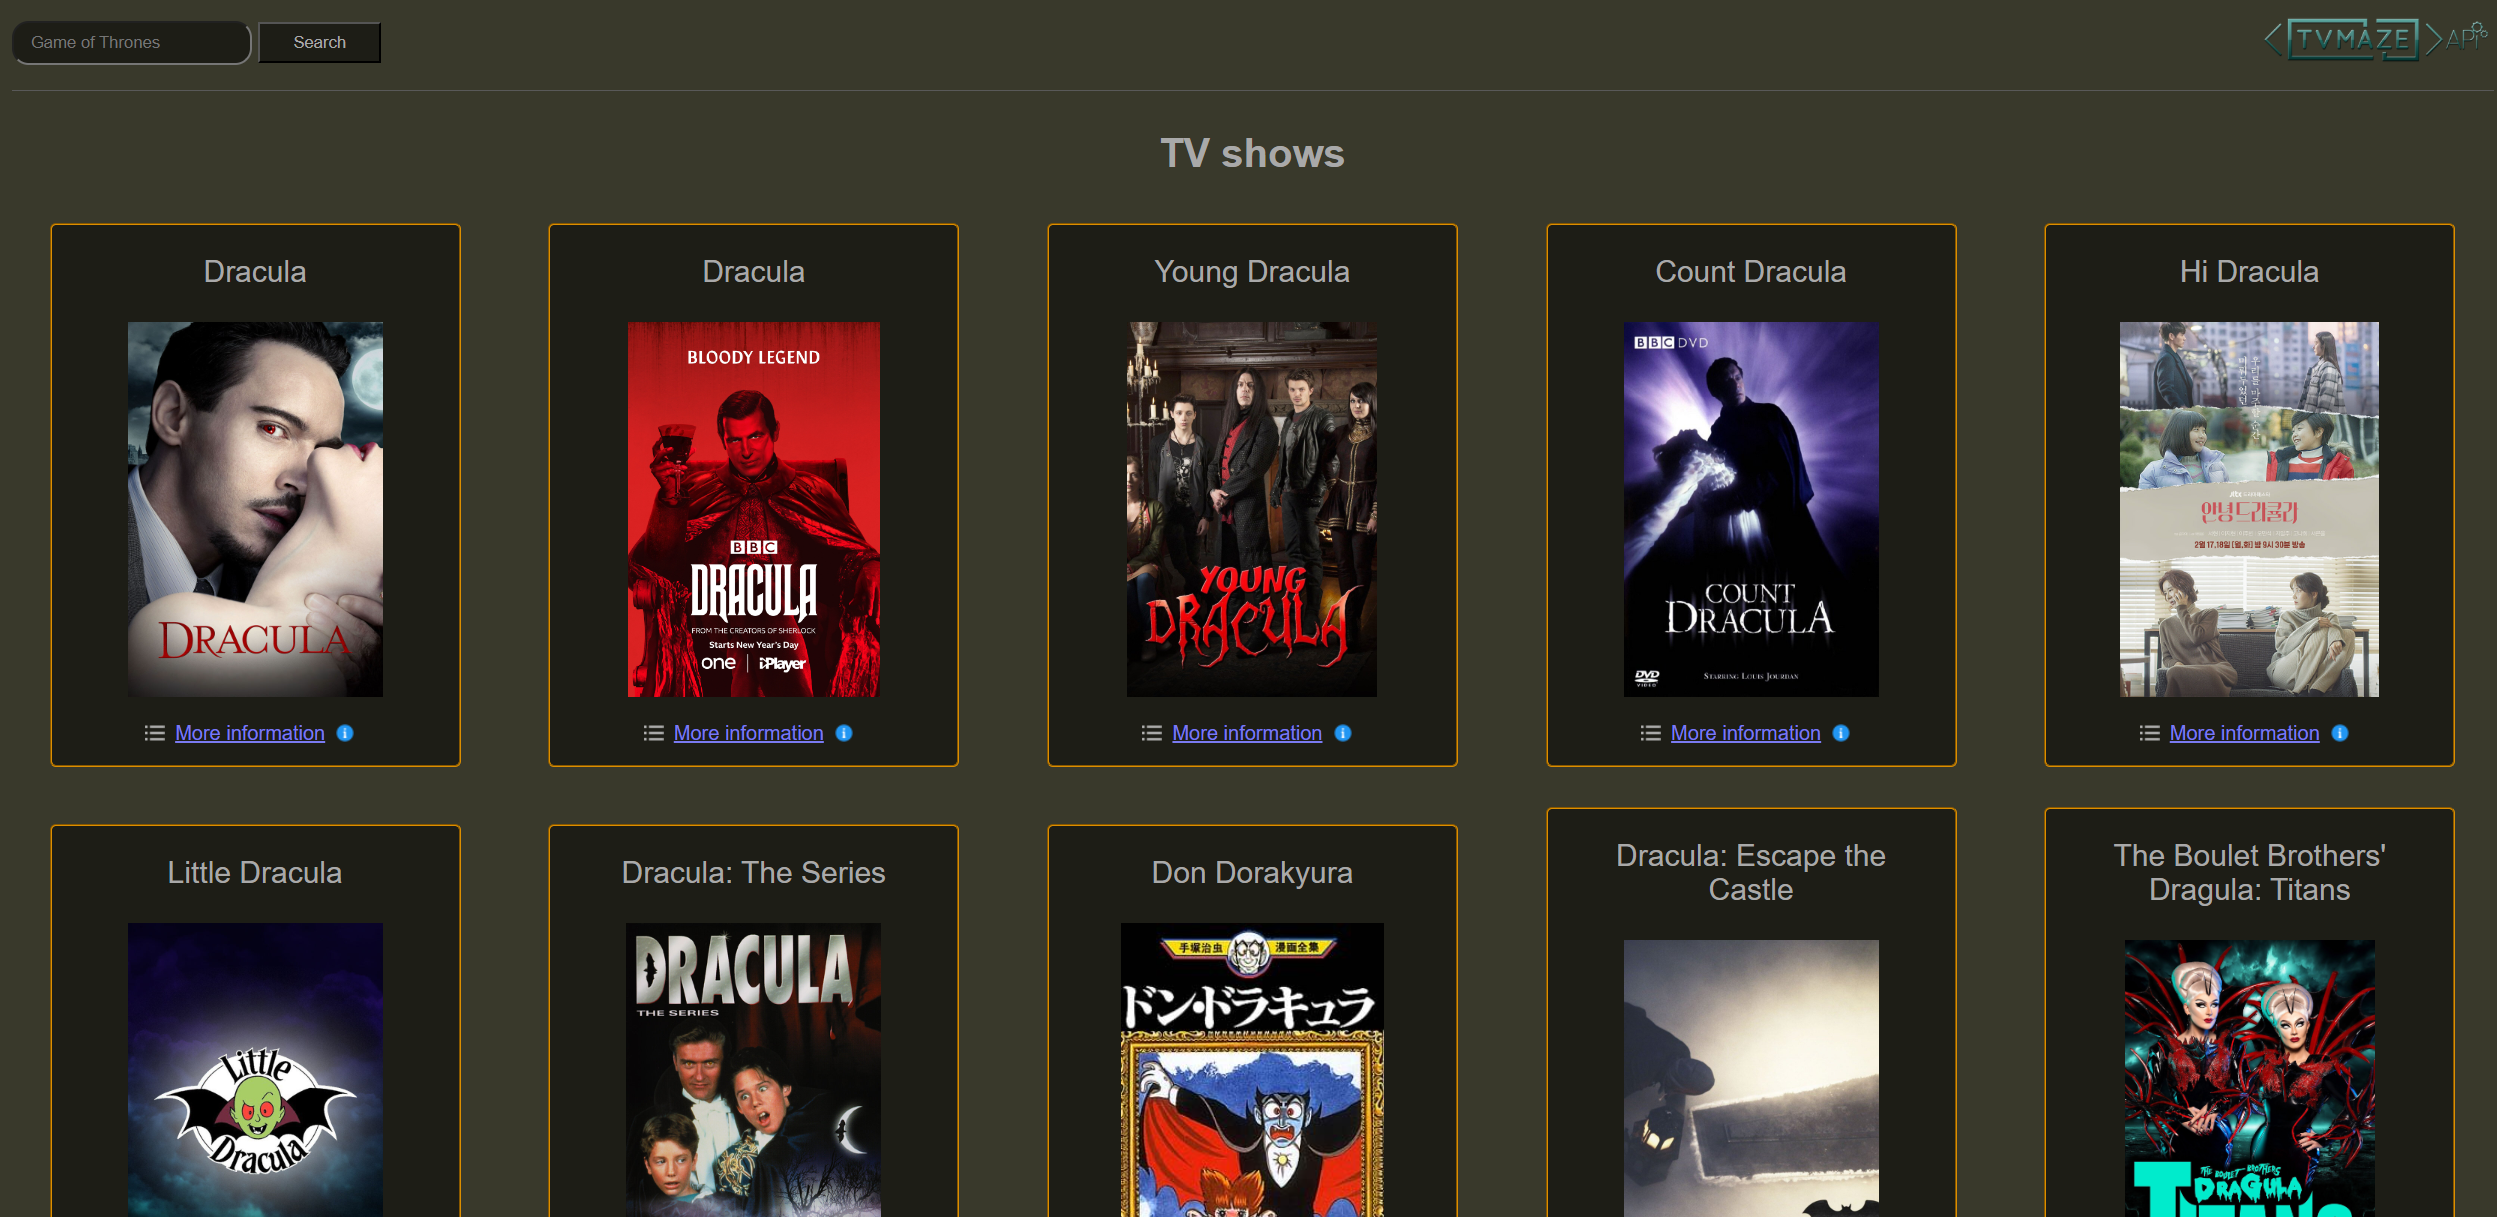 Game of Thrones
Search
TVMAZE API
TV shows
Dracula
DRACULA
More information
Dracula
BLOODY LEGEND
BBC
DRACULA
FROM THE CREATORS OF SHERLOCK
Starts New Year's Day
one | iPlayer
More information
Young Dracula
YOUNG
DRACULA
More information
Count Dracula
BBC DVD
COUNT
DRACULA
DVD
VIDEO
STARRING LOUIS JOURDAN
More information
Hi Dracula
안녕 드라큘라
2월 17,18일 [월,화] 밤 9시 30분 방송
More information
Little Dracula
Little
Dracula
Dracula: The Series
DRACULA
THE SERIES
Don Dorakyura
手塚治虫 漫画全集
ドン・ドラキュラ
Dracula: Escape the
Castle
The Boulet Brothers'
Dragula: Titans
THE BOULET BROTHERS
DRAGULA
TITANS